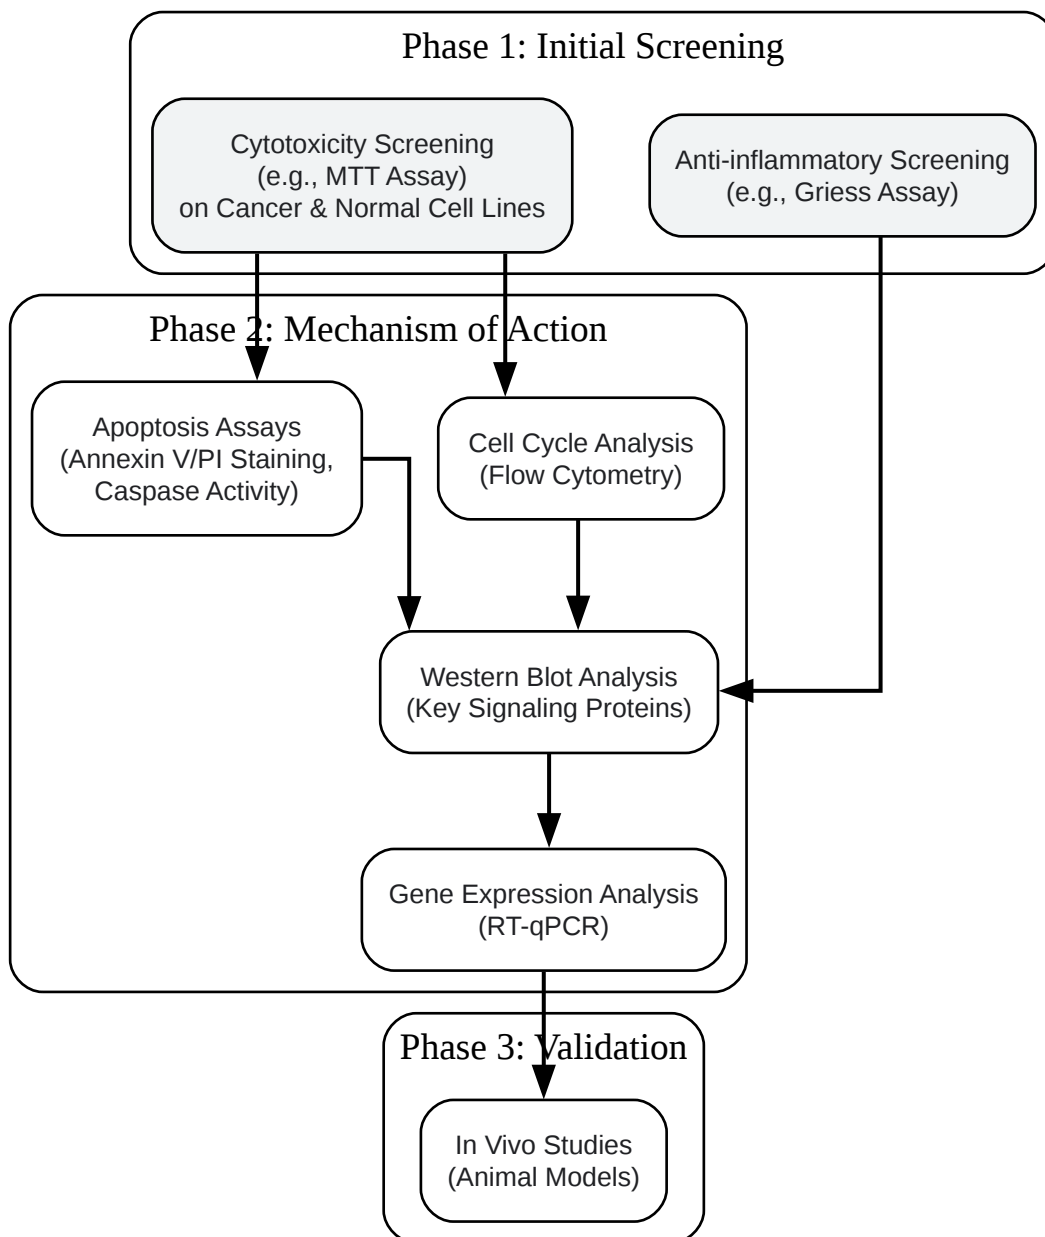 Phase 1: Initial Screening
Cytotoxicity Screening
(e.g., MTT Assay)
on Cancer & Normal Cell Lines
Anti-inflammatory Screening
(e.g., Griess Assay)
Phase 2: Mechanism of Action
Apoptosis Assays
(Annexin V/PI Staining,
Caspase Activity)
Cell Cycle Analysis
(Flow Cytometry)
Western Blot Analysis
(Key Signaling Proteins)
Gene Expression Analysis
(RT-qPCR)
Phase 3: Validation
In Vivo Studies
(Animal Models)